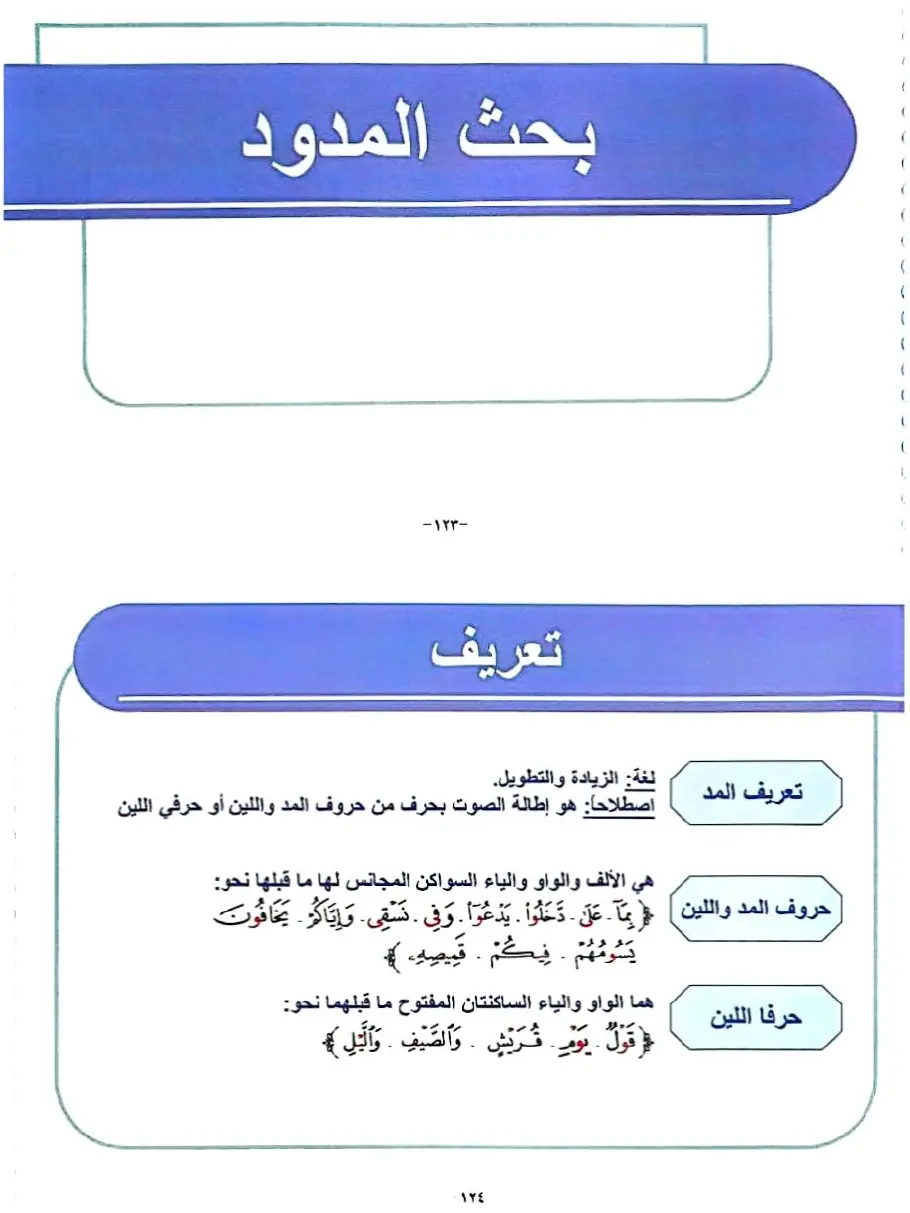 بحث المدود
-١٢٣-
تعريف
تعريف المد
لغة: الزيادة والتطويل.
اصطلاحاً: هو إطالة الصوت بحرف من حروف المد واللين أو حرفي اللين
حروف المد واللين
هي الألف والواو والياء السواكن المجانس لها ما قبلها نحو:
﴿ بِمَآ . عَلَىٰ . دَخَلُوا۟ . يَدْعُوا۟ . وَفِى . نَسْقِى . وَإِيَّاكُمْ . يَخَافُونَ
يَسُومُهُمْ . فِيكُمْ . قَمِيصِهِۦ ﴾
حرفا اللين
هما الواو والياء الساكنتان المفتوح ما قبلهما نحو:
﴿ قَوْلٌ . يَوْمِ . قُرَيْشٍ . وَٱلصَّيْفِ . وَٱلَّيْلِ ﴾
١٢٤